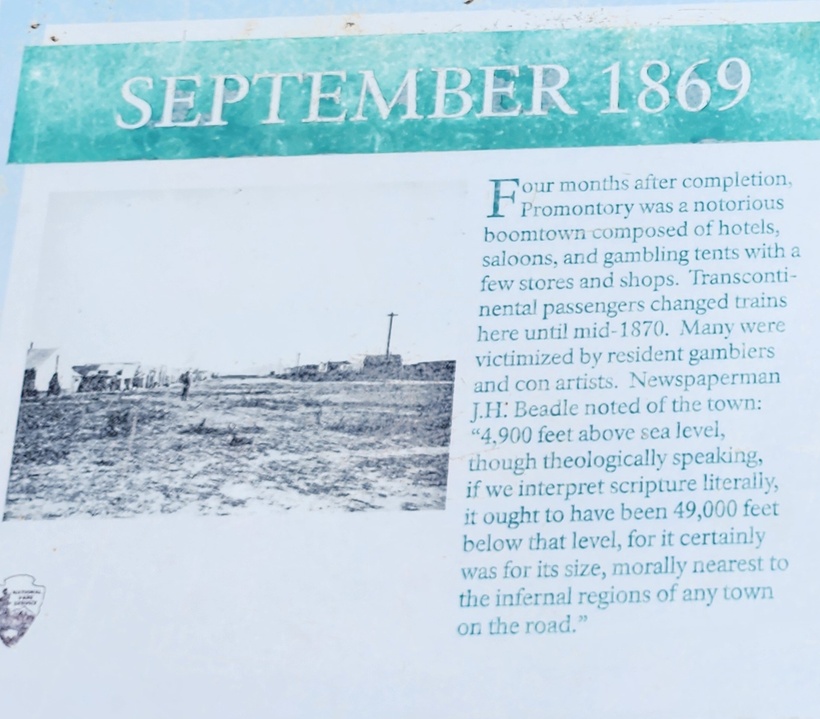 SEPTEMBER 1869
Four months after completion,
Promontory was a notorious
boomtown composed of hotels,
saloons, and gambling tents with a
few stores and shops. Transconti-
nental passengers changed trains
here until mid-1870. Many were
victimized by resident gamblers
and con artists. Newspaperman
J.H. Beadle noted of the town:
“4,900 feet above sea level,
though theologically speaking,
if we interpret scripture literally,
it ought to have been 49,000 feet
below that level, for it certainly
was for its size, morally nearest to
the infernal regions of any town
on the road.”
NATIONAL
PARK
SERVICE